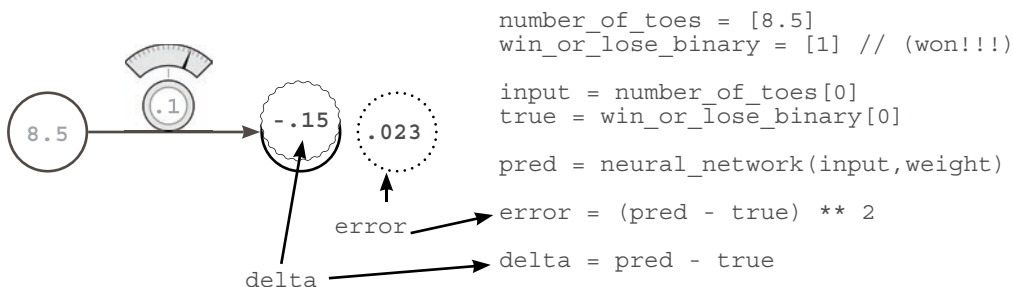 number_of_toes = [8.5]
win_or_lose_binary = [1] // (won!!!)
input = number_of_toes[0]
true = win_or_lose_binary[0]
pred = neural_network(input,weight)
error = (pred - true) ** 2
delta = pred - true
.1
8.5
-.15
.023
error
delta